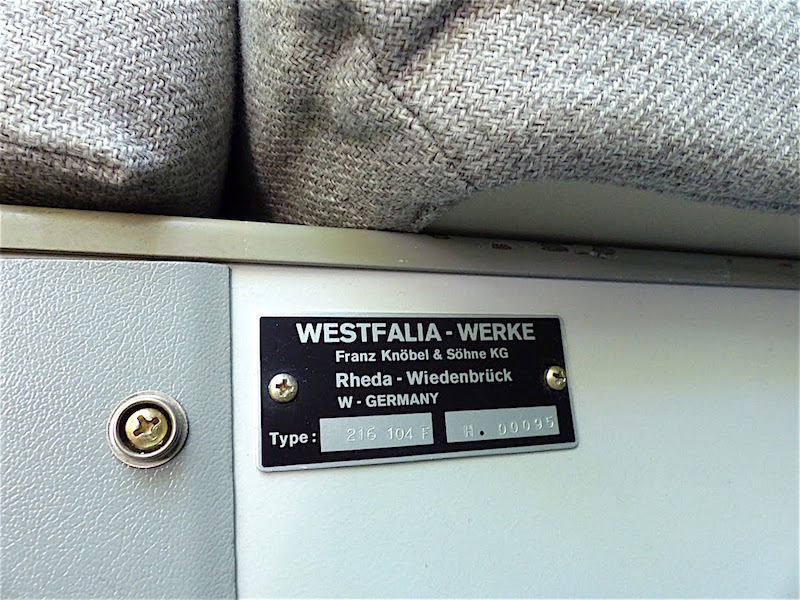 WESTFALIA - WERKE
Franz Knöbel & Söhne KG
Rheda - Wiedenbrück
W - GERMANY
Type: 216 104 F H. 00095